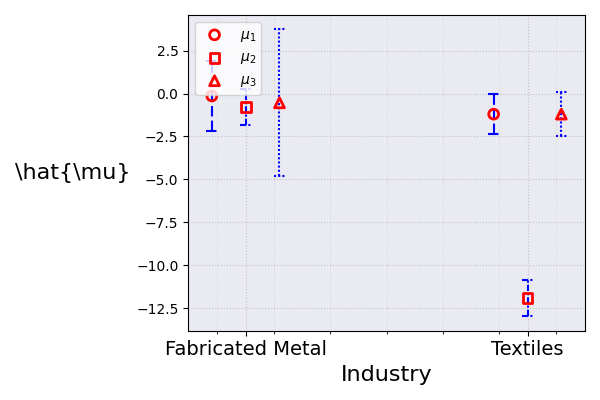 μ1
μ2
μ3
2.5
0.0
−2.5
−5.0
−7.5
−10.0
−12.5
\hat{\mu}
Fabricated Metal
Textiles
Industry